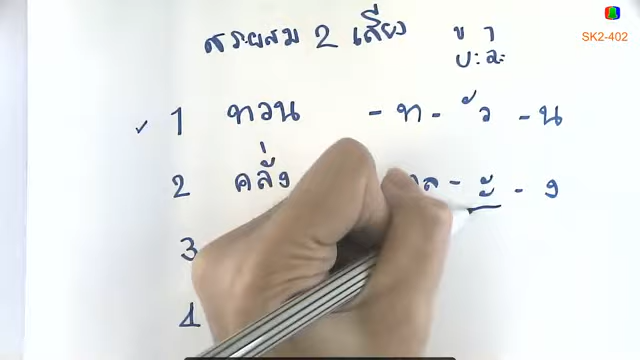 สระผสม 2 เสียง ข า
ปะละ
SK2-402
✓ 1 ทวน - ท - ัว - น
2 คลั่ง ล - ะั - ง
3
4